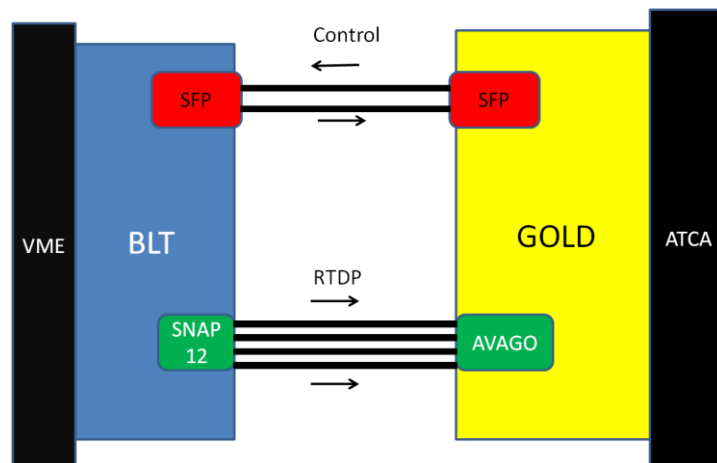 Control
SFP
SFP
VME
BLT
GOLD
ATCA
RTDP
SNAP
12
AVAGO